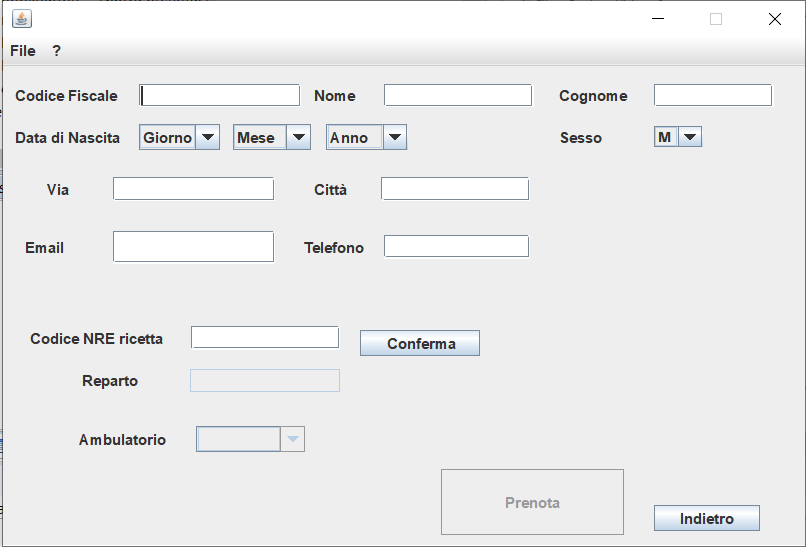 File ?
Codice Fiscale Nome Cognome
Data di Nascita Giorno Mese Anno Sesso M
Via Città
Email Telefono
Codice NRE ricetta Conferma
Reparto
Ambulatorio
Prenota
Indietro